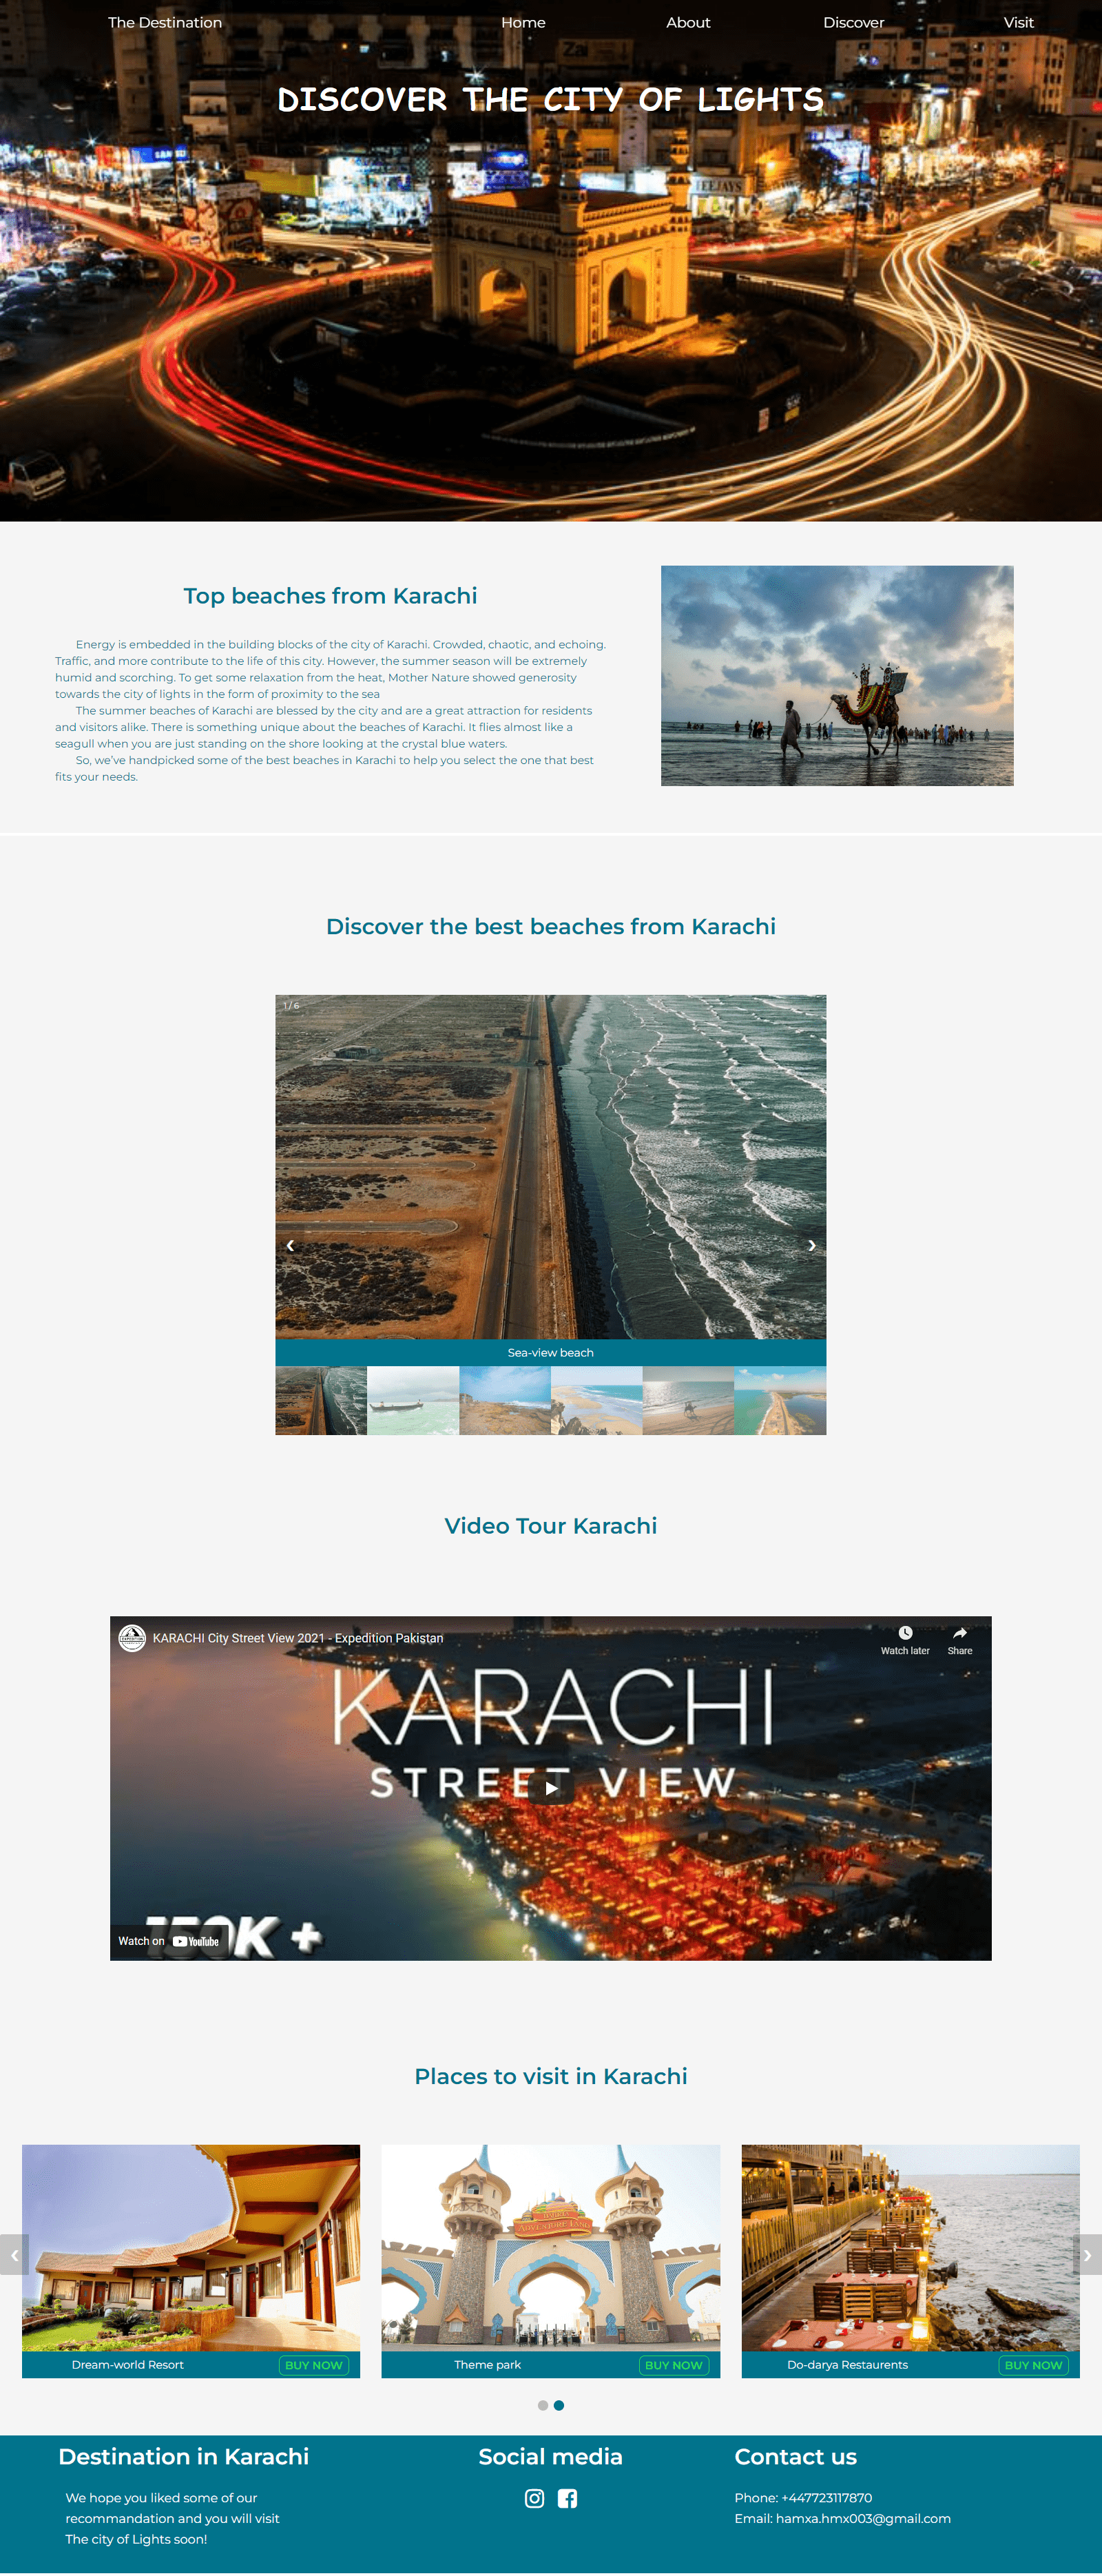 The Destination Home About Discover Visit
DISCOVER THE CITY OF LIGHTS
TEEJAYS
Top beaches from Karachi
Energy is embedded in the building blocks of the city of Karachi. Crowded, chaotic, and echoing.
Traffic, and more contribute to the life of this city. However, the summer season will be extremely
humid and scorching. To get some relaxation from the heat, Mother Nature showed generosity
towards the city of lights in the form of proximity to the sea
The summer beaches of Karachi are blessed by the city and are a great attraction for residents
and visitors alike. There is something unique about the beaches of Karachi. It flies almost like a
seagull when you are just standing on the shore looking at the crystal blue waters.
So, we've handpicked some of the best beaches in Karachi to help you select the one that best
fits your needs.
Discover the best beaches from Karachi
1 / 6
❮ ❯
Sea-view beach
Video Tour Karachi
KARACHI City Street View 2021 - Expedition Pakistan
Watch later Share
KARACHI
STREET VIEW
150K +
Watch on YouTube
Places to visit in Karachi
ADVENTURE LAND
❮ ❯
Dream-world Resort BUY NOW
Theme park BUY NOW
Do-darya Restaurents BUY NOW
Destination in Karachi
We hope you liked some of our
recommandation and you will visit
The city of Lights soon!
Social media
Contact us
Phone: +447723117870
Email: hamxa.hmx003@gmail.com